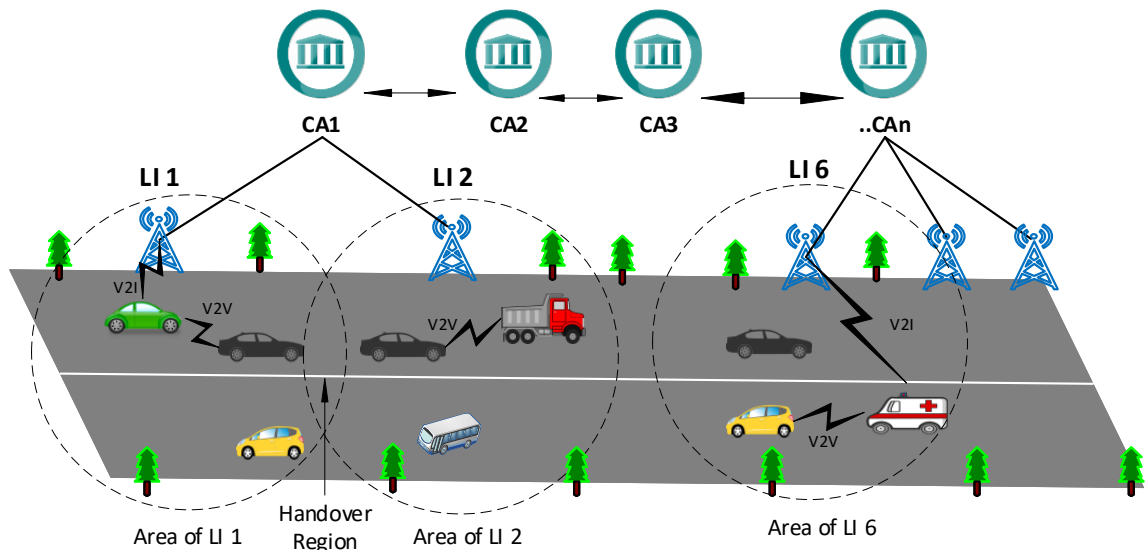 CA1
CA2
CA3
..CAn
LI 1
LI 2
LI 6
V2I
V2V
V2V
V2I
V2V
Area of LI 1
Handover
Region
Area of LI 2
Area of LI 6